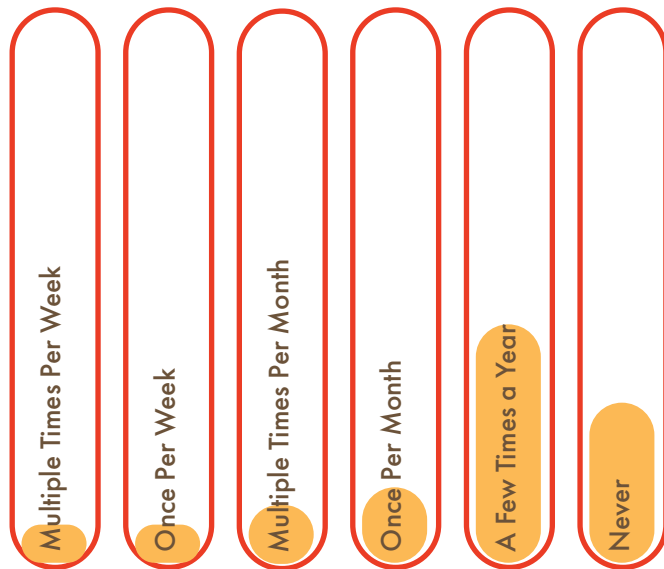 Multiple Times Per Week
Once Per Week
Multiple Times Per Month
Once Per Month
A Few Times a Year
Never